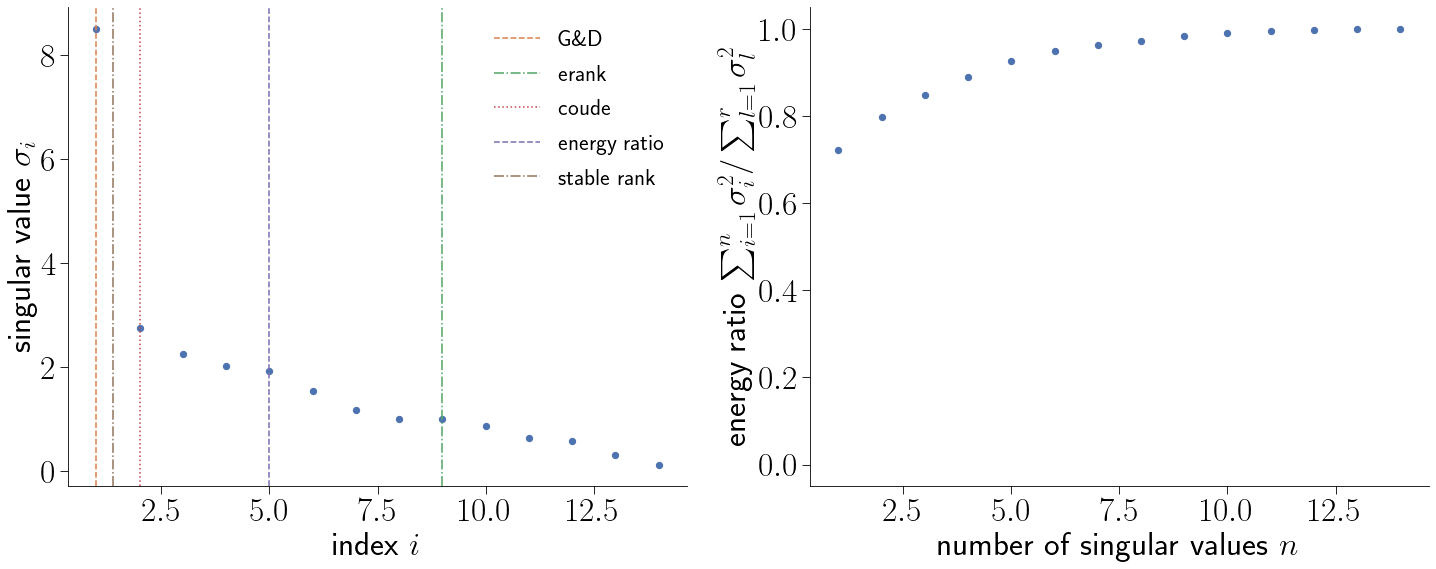 8
6
4
2
0
singular value σ_i
2.5 5.0 7.5 10.0 12.5
index i
G&D
erank
coude
energy ratio
stable rank
1.0
0.8
0.6
0.4
0.2
0.0
energy ratio ∑_{i=1}^{n} σ_i^2 / ∑_{l=1}^{r} σ_l^2
2.5 5.0 7.5 10.0 12.5
number of singular values n